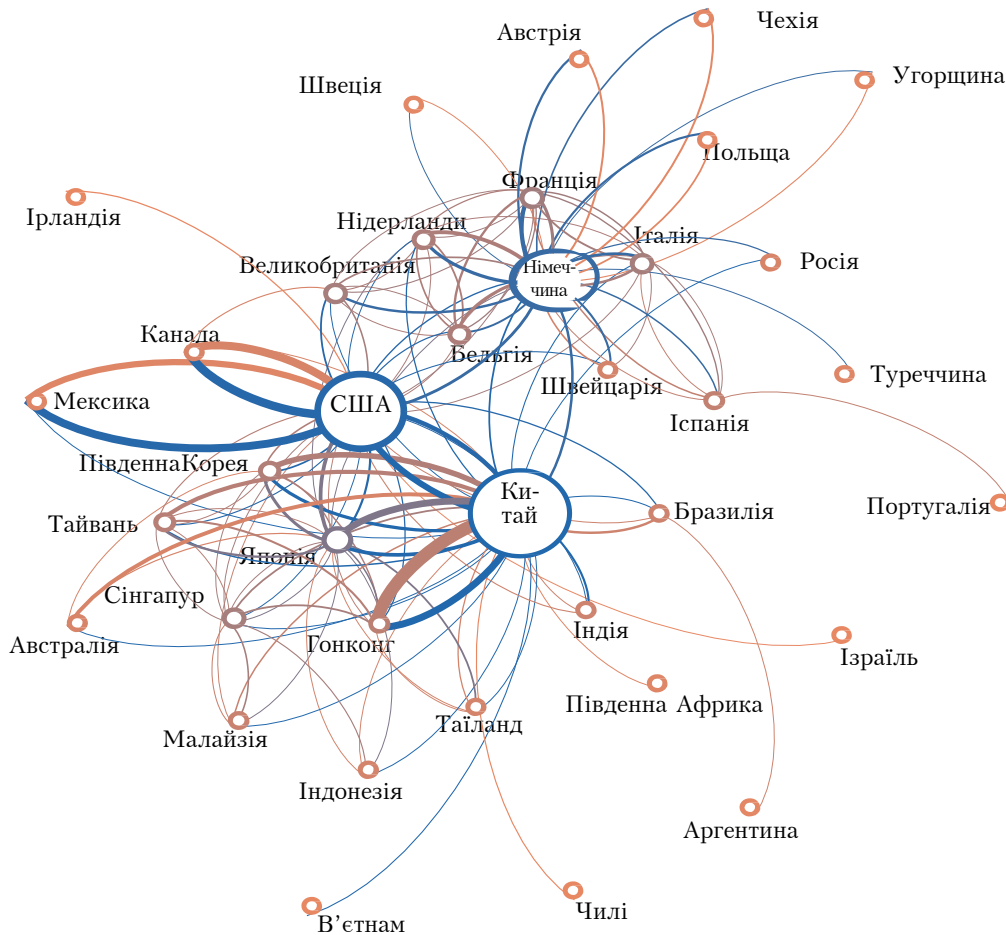 Чехія
Австрія
Угорщина
Швеція
Польща
Франція
Ірландія
Нідерланди
Італія
Великобританія
Німеч-
чина
Росія
Канада
Бельгія
Швейцарія
Туреччина
Мексика
США
Іспанія
ПівденнаКорея
Ки-
тай
Тайвань
Бразилія
Португалія
Японія
Сінгапур
Австралія
Гонконг
Індія
Ізраїль
Південна Африка
Малайзія
Таїланд
Індонезія
Аргентина
Чилі
В’єтнам